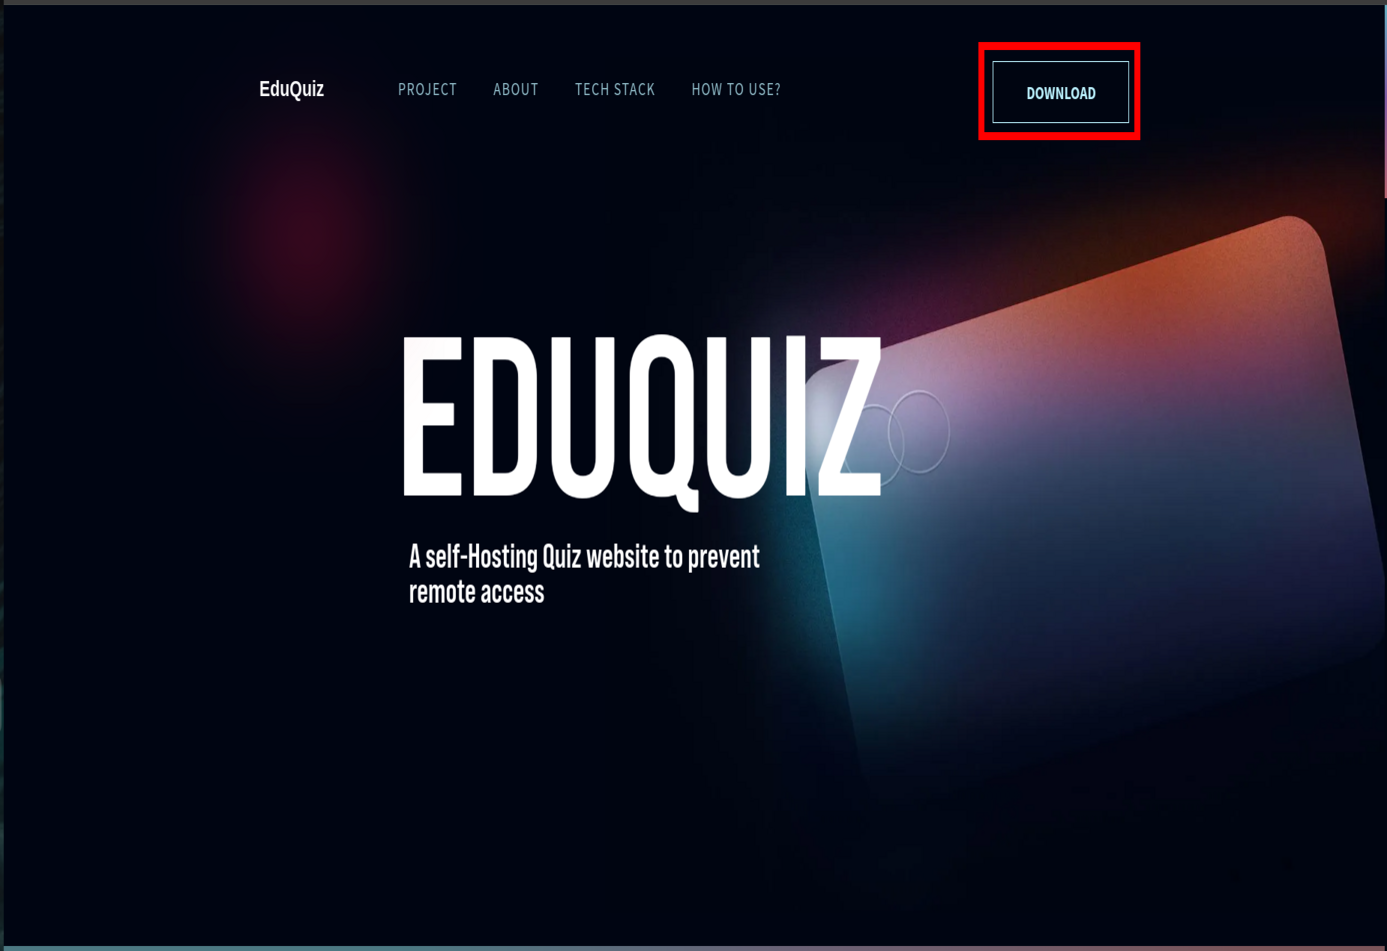 EduQuiz
PROJECT ABOUT TECH STACK HOW TO USE?
DOWNLOAD
EDUQUIZ
A self-Hosting Quiz website to prevent
remote access